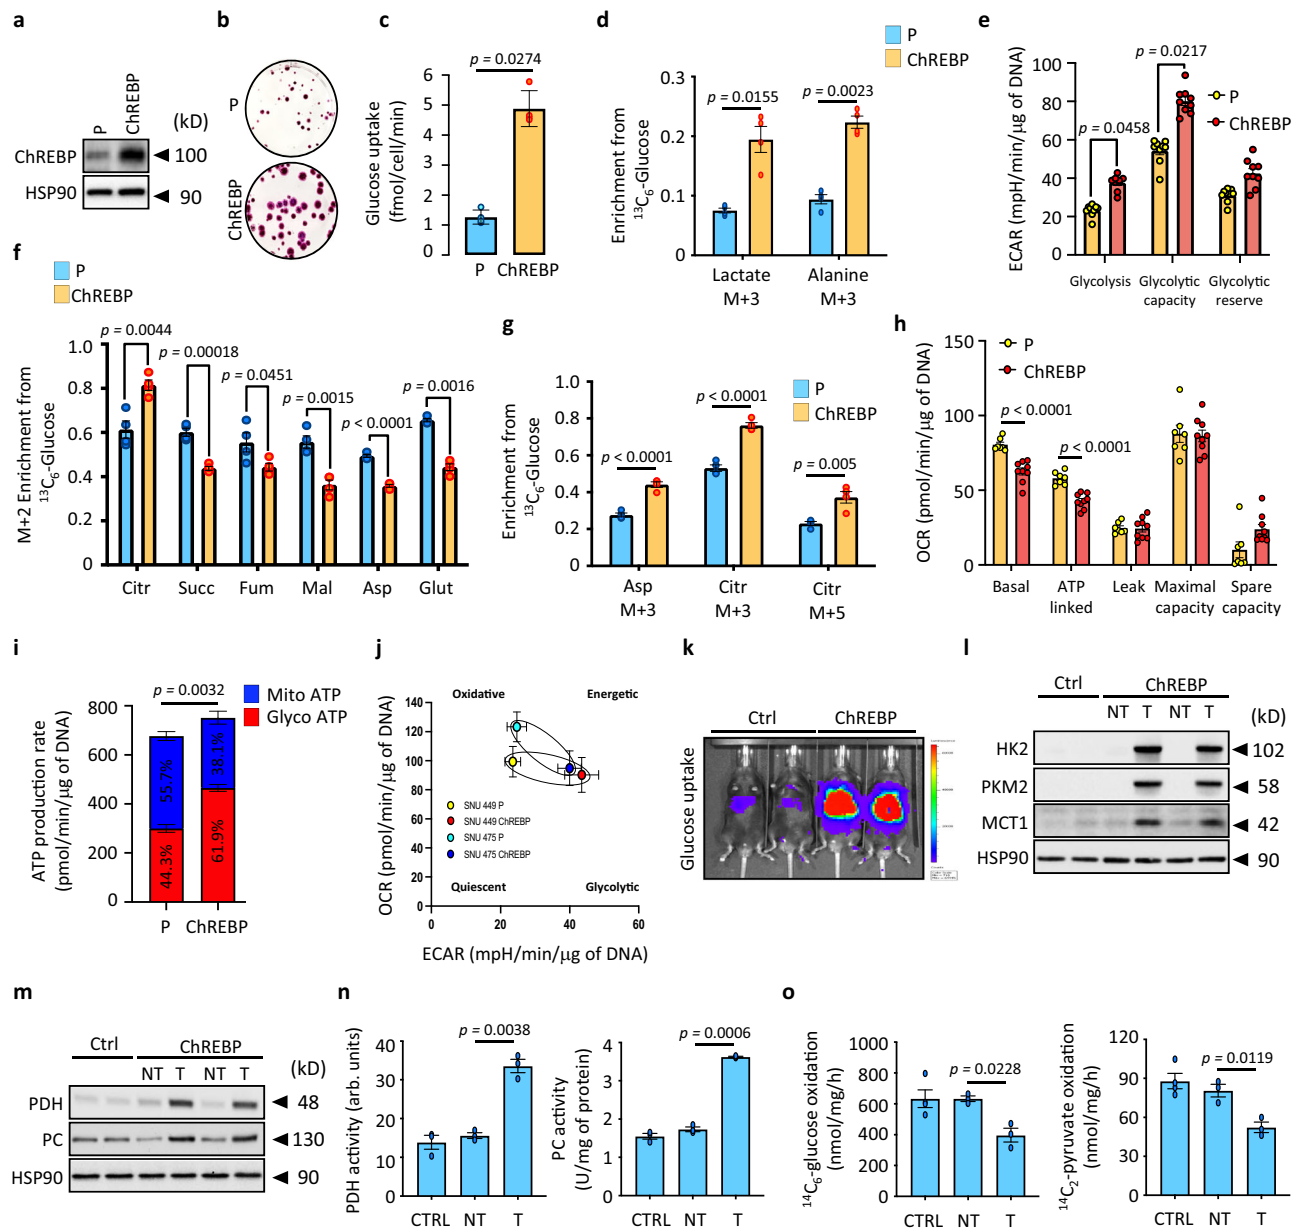 a
P
ChREBP
(kD)
ChREBP
100
HSP90
90
b
P
ChREBP
c
p = 0.0274
Glucose uptake
(fmol/cell/min)
6
5
4
3
2
1
0
P
ChREBP
d
P
ChREBP
Enrichment from
¹³C₆-Glucose
0.3
0.2
0.1
0
p = 0.0155
p = 0.0023
Lactate
M+3
Alanine
M+3
e
p = 0.0217
P
ChREBP
p = 0.0458
ECAR (mpH/min/μg of DNA)
100
80
60
40
20
0
Glycolysis
Glycolytic
capacity
Glycolytic
reserve
f
P
ChREBP
M+2 Enrichment from
¹³C₆-Glucose
1.0
0.8
0.6
0.4
0.2
0
p = 0.0044
p = 0.00018
p = 0.0451
p = 0.0015
p < 0.0001
p = 0.0016
Citr
Succ
Fum
Mal
Asp
Glut
g
P
ChREBP
Enrichment from
¹³C₆-Glucose
1.0
0.8
0.6
0.4
0.2
0
p < 0.0001
p < 0.0001
p = 0.005
Asp
M+3
Citr
M+3
Citr
M+5
h
P
ChREBP
OCR (pmol/min/μg of DNA)
150
100
50
0
p < 0.0001
p < 0.0001
Basal
ATP
linked
Leak
Maximal
capacity
Spare
capacity
i
p = 0.0032
Mito ATP
Glyco ATP
ATP production rate
(pmol/min/μg of DNA)
800
600
400
200
0
55.7%
44.3%
38.1%
61.9%
P
ChREBP
j
Oxidative
Energetic
OCR (pmol/min/μg of DNA)
140
120
100
80
60
40
20
0
SNU 449 P
SNU 449 ChREBP
SNU 475 P
SNU 475 ChREBP
Quiescent
Glycolytic
0
20
40
60
ECAR (mpH/min/μg of DNA)
k
Ctrl
ChREBP
Glucose uptake
l
Ctrl
ChREBP
NT T NT T (kD)
HK2
102
PKM2
58
MCT1
42
HSP90
90
m
Ctrl
ChREBP
NT T NT T (kD)
PDH
48
PC
130
HSP90
90
n
PDH activity (arb. units)
40
30
20
10
0
p = 0.0038
CTRL
NT
T
PC activity
(U/mg of protein)
4
3
2
1
0
p = 0.0006
CTRL
NT
T
o
¹⁴C₆-glucose oxidation
(nmol/mg/h)
1000
800
600
400
200
0
p = 0.0228
CTRL
NT
T
¹⁴C₂-pyruvate oxidation
(nmol/mg/h)
120
90
60
30
0
p = 0.0119
CTRL
NT
T